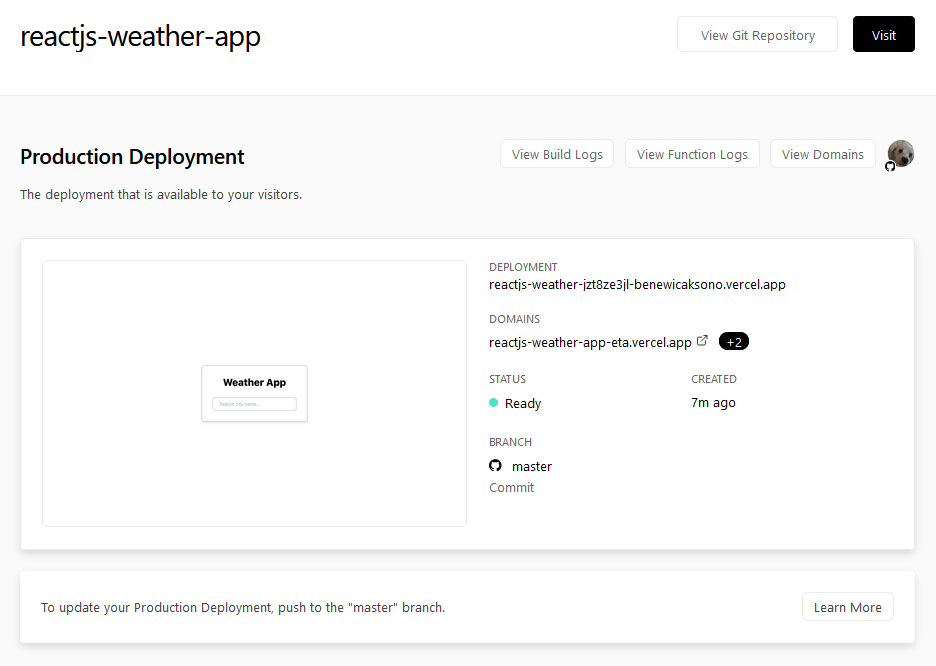 reactjs-weather-app
View Git Repository
Visit
Production Deployment
View Build Logs
View Function Logs
View Domains
The deployment that is available to your visitors.
Weather App
Search city name...
DEPLOYMENT
reactjs-weather-jzt8ze3jl-benewicaksono.vercel.app
DOMAINS
reactjs-weather-app-eta.vercel.app
+2
STATUS
CREATED
Ready
7m ago
BRANCH
master
Commit
To update your Production Deployment, push to the "master" branch.
Learn More